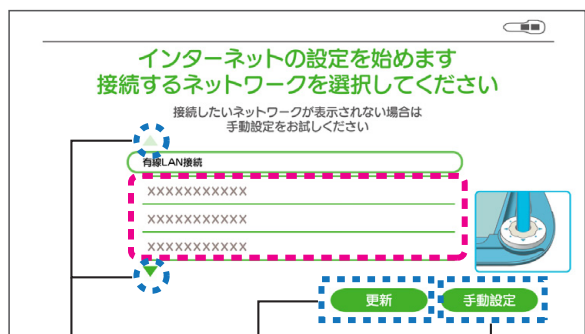 インターネットの設定を始めます
接続するネットワークを選択してください
接続したいネットワークが表示されない場合は
手動設定をお試しください
有線LAN接続
XXXXXXXXXXX
XXXXXXXXXXX
XXXXXXXXXXX
更新
手動設定